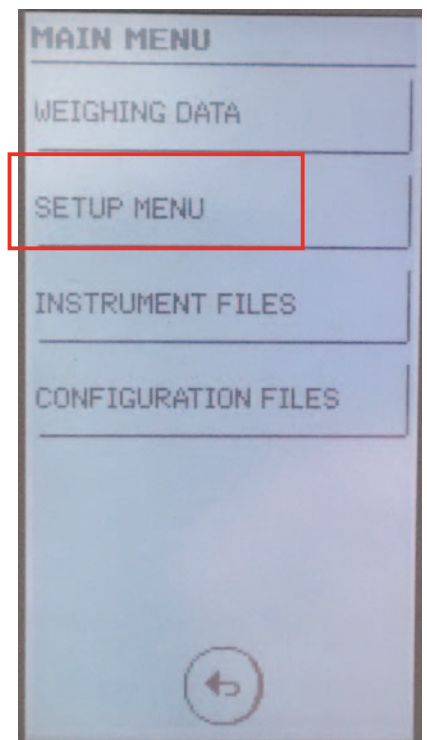 MAIN MENU
WEIGHING DATA
SETUP MENU
INSTRUMENT FILES
CONFIGURATION FILES